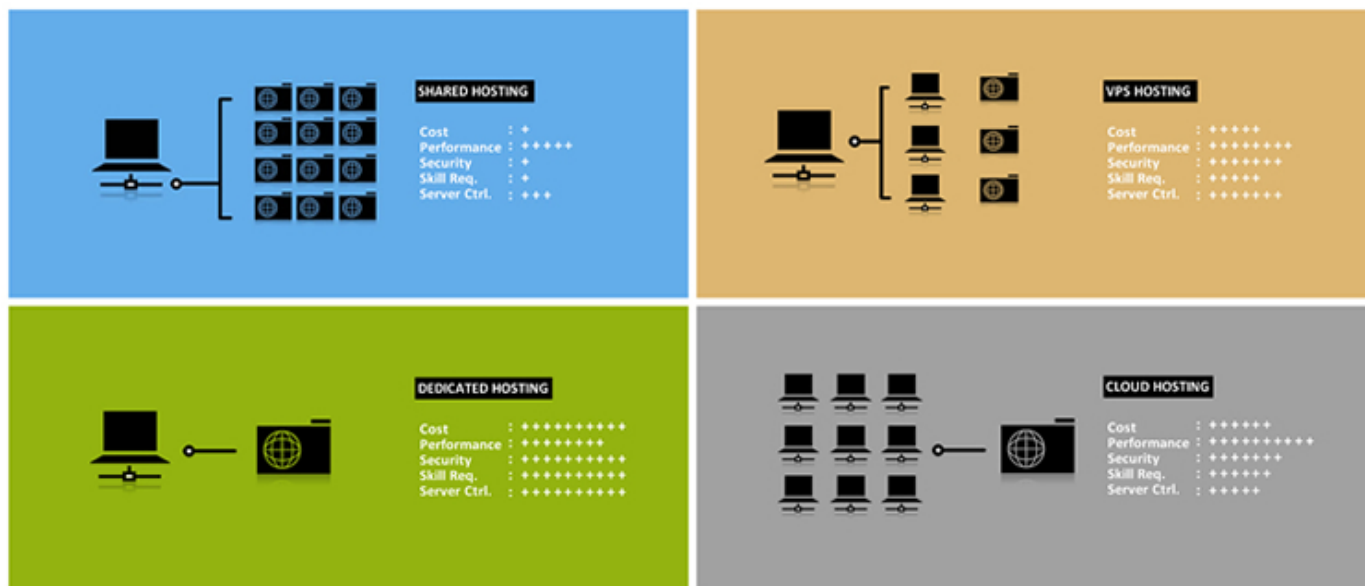 SHARED HOSTING
Cost : +
Performance : + + + + +
Security : +
Skill Req. : +
Server Ctrl. : + + +
VPS HOSTING
Cost : + + + + +
Performance : + + + + + + + +
Security : + + + + + + +
Skill Req. : + + + + +
Server Ctrl. : + + + + + + +
DEDICATED HOSTING
Cost : + + + + + + + + + +
Performance : + + + + + + + +
Security : + + + + + + + + + +
Skill Req. : + + + + + + + + + +
Server Ctrl. : + + + + + + + + + +
CLOUD HOSTING
Cost : + + + + + +
Performance : + + + + + + + + + +
Security : + + + + + + +
Skill Req. : + + + + + +
Server Ctrl. : + + + + +